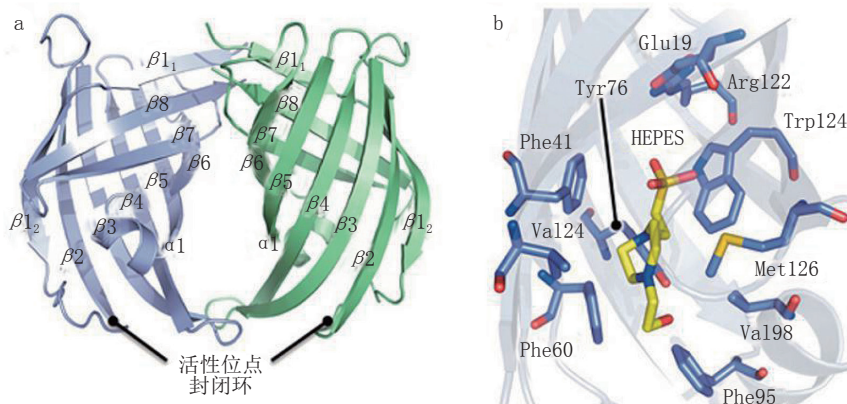 a
β1₁
β1₁
β8
β8
β7
β7
β6
β6
β5
β5
β4
β4
β3
β3
β1₂
β1₂
β2
β2
α1
α1
活性位点
封闭环
b
Glu19
Arg122
Tyr76
Trp124
HEPES
Phe41
Val24
Met126
Val98
Phe60
Phe95